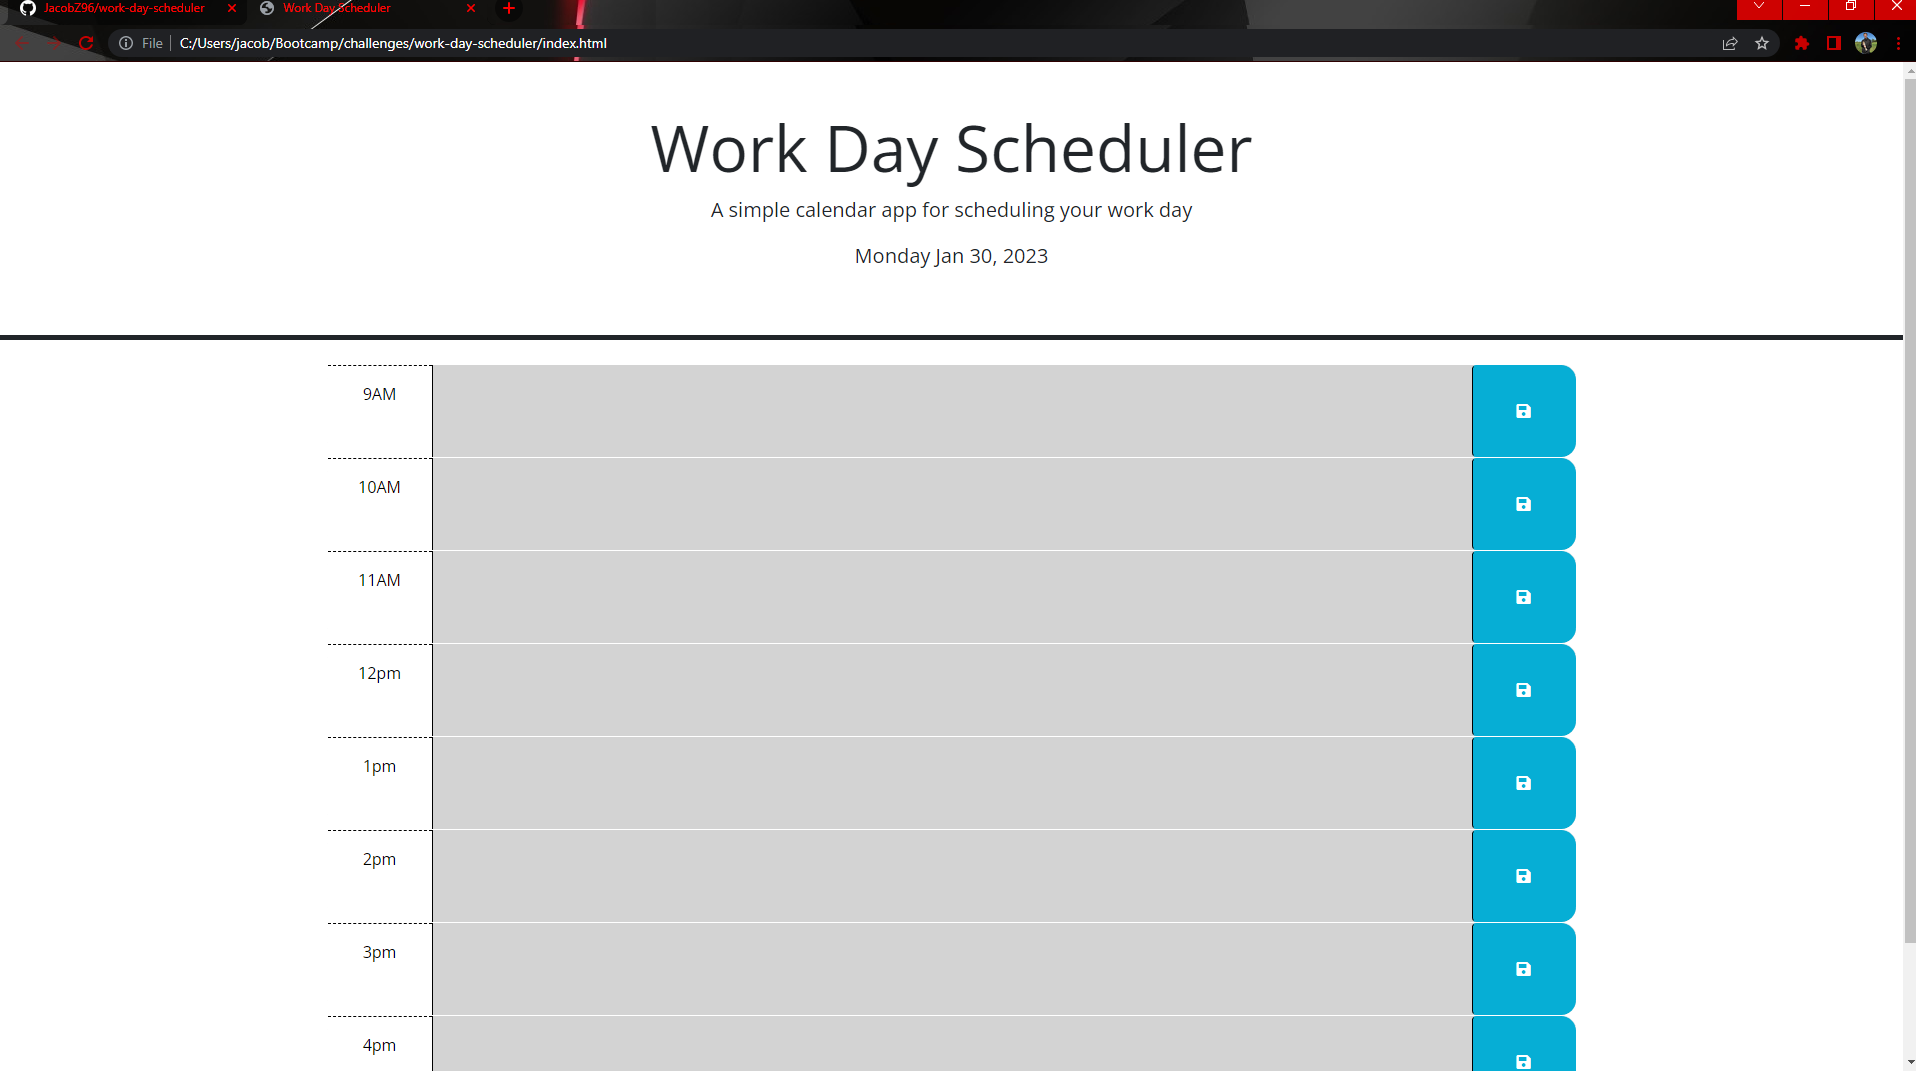 JacobZ96/work-day-scheduler
Work Day Scheduler
File
C:/Users/jacob/Bootcamp/challenges/work-day-scheduler/index.html
Work Day Scheduler
A simple calendar app for scheduling your work day
Monday Jan 30, 2023
9AM
10AM
11AM
12pm
1pm
2pm
3pm
4pm